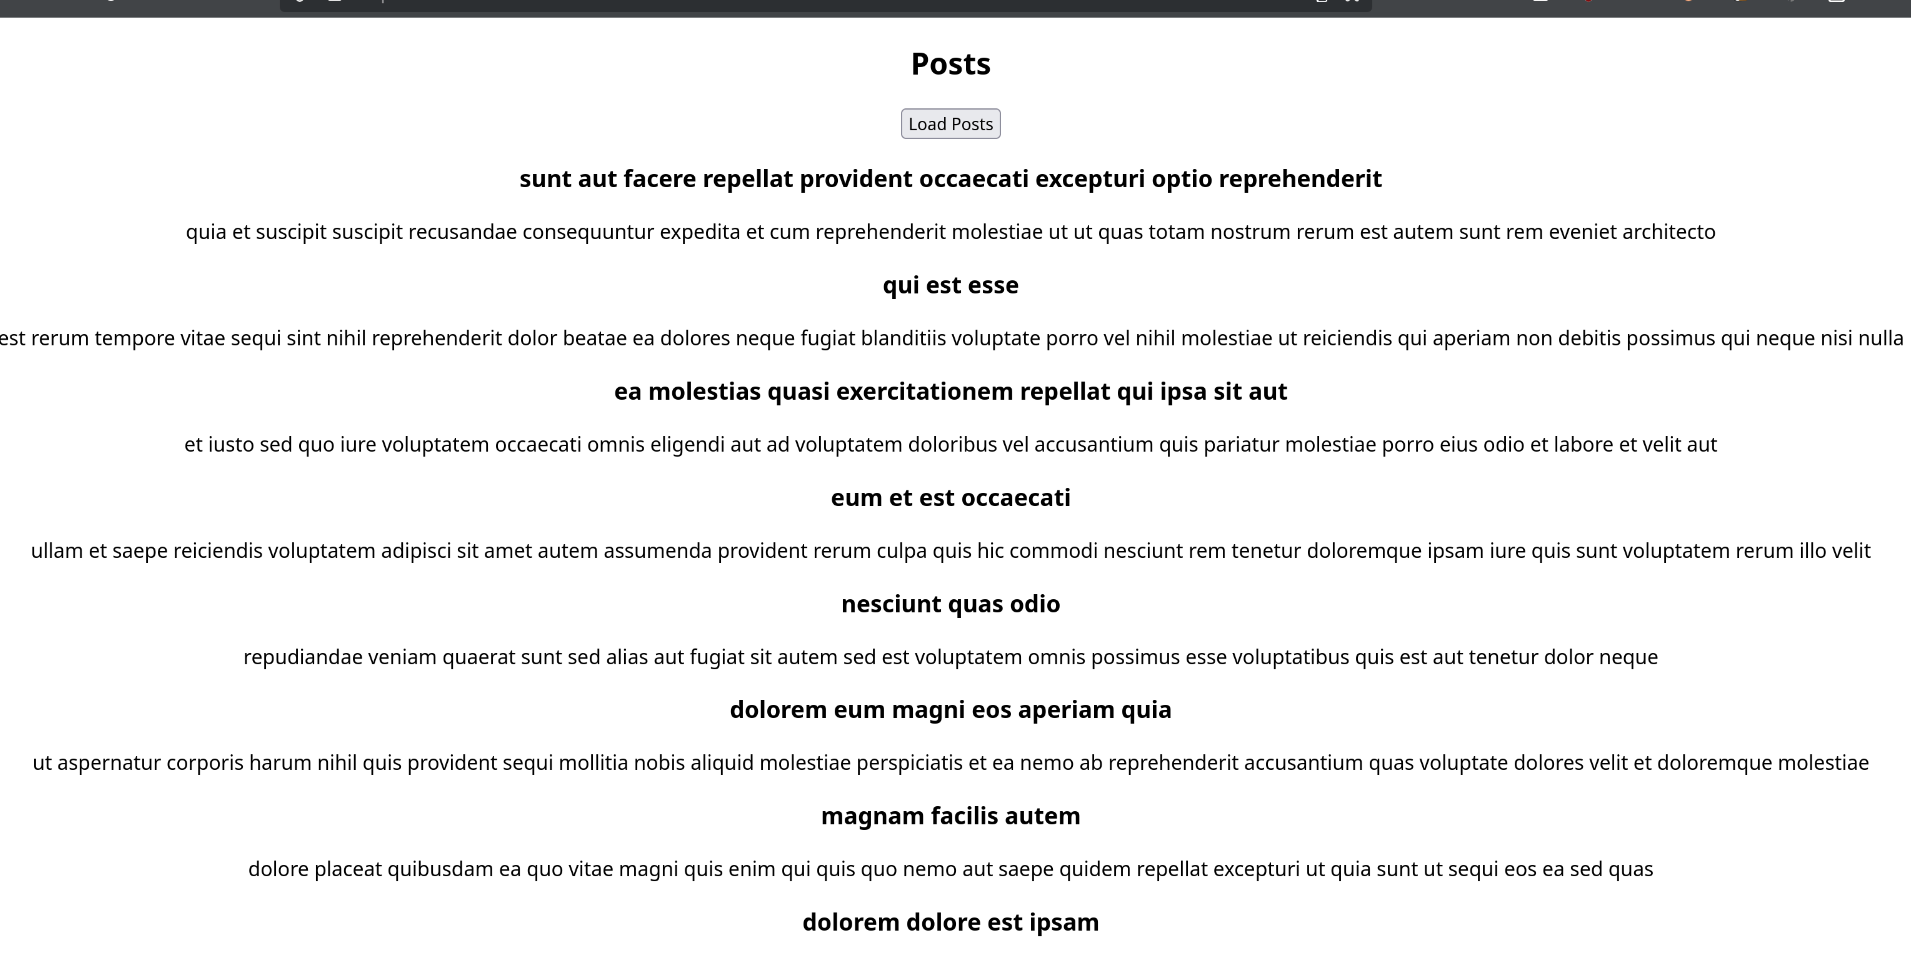 Posts
Load Posts
sunt aut facere repellat provident occaecati excepturi optio reprehenderit
quia et suscipit suscipit recusandae consequuntur expedita et cum reprehenderit molestiae ut ut quas totam nostrum rerum est autem sunt rem eveniet architecto
qui est esse
est rerum tempore vitae sequi sint nihil reprehenderit dolor beatae ea dolores neque fugiat blanditiis voluptate porro vel nihil molestiae ut reiciendis qui aperiam non debitis possimus qui neque nisi nulla
ea molestias quasi exercitationem repellat qui ipsa sit aut
et iusto sed quo iure voluptatem occaecati omnis eligendi aut ad voluptatem doloribus vel accusantium quis pariatur molestiae porro eius odio et labore et velit aut
eum et est occaecati
ullam et saepe reiciendis voluptatem adipisci sit amet autem assumenda provident rerum culpa quis hic commodi nesciunt rem tenetur doloremque ipsam iure quis sunt voluptatem rerum illo velit
nesciunt quas odio
repudiandae veniam quaerat sunt sed alias aut fugiat sit autem sed est voluptatem omnis possimus esse voluptatibus quis est aut tenetur dolor neque
dolorem eum magni eos aperiam quia
ut aspernatur corporis harum nihil quis provident sequi mollitia nobis aliquid molestiae perspiciatis et ea nemo ab reprehenderit accusantium quas voluptate dolores velit et doloremque molestiae
magnam facilis autem
dolore placeat quibusdam ea quo vitae magni quis enim qui quis quo nemo aut saepe quidem repellat excepturi ut quia sunt ut sequi eos ea sed quas
dolorem dolore est ipsam